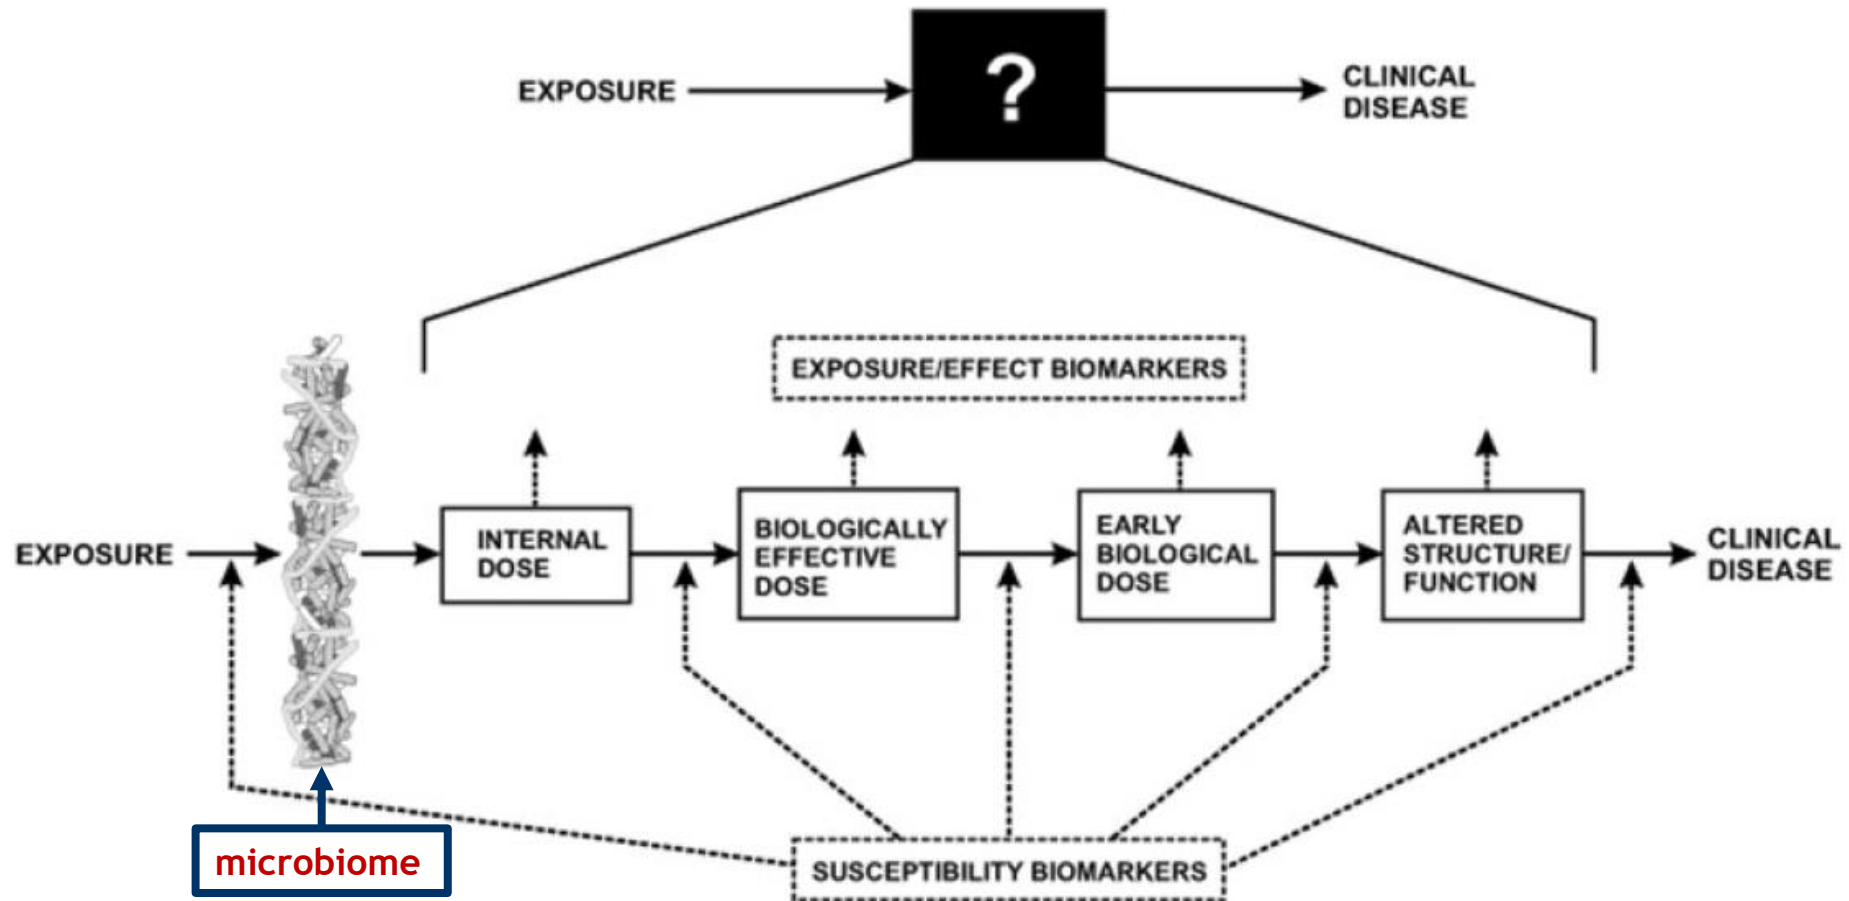 EXPOSURE
?
CLINICAL
DISEASE
EXPOSURE/EFFECT BIOMARKERS
EXPOSURE
INTERNAL
DOSE
BIOLOGICALLY
EFFECTIVE
DOSE
EARLY
BIOLOGICAL
DOSE
ALTERED
STRUCTURE/
FUNCTION
CLINICAL
DISEASE
microbiome
SUSCEPTIBILITY BIOMARKERS